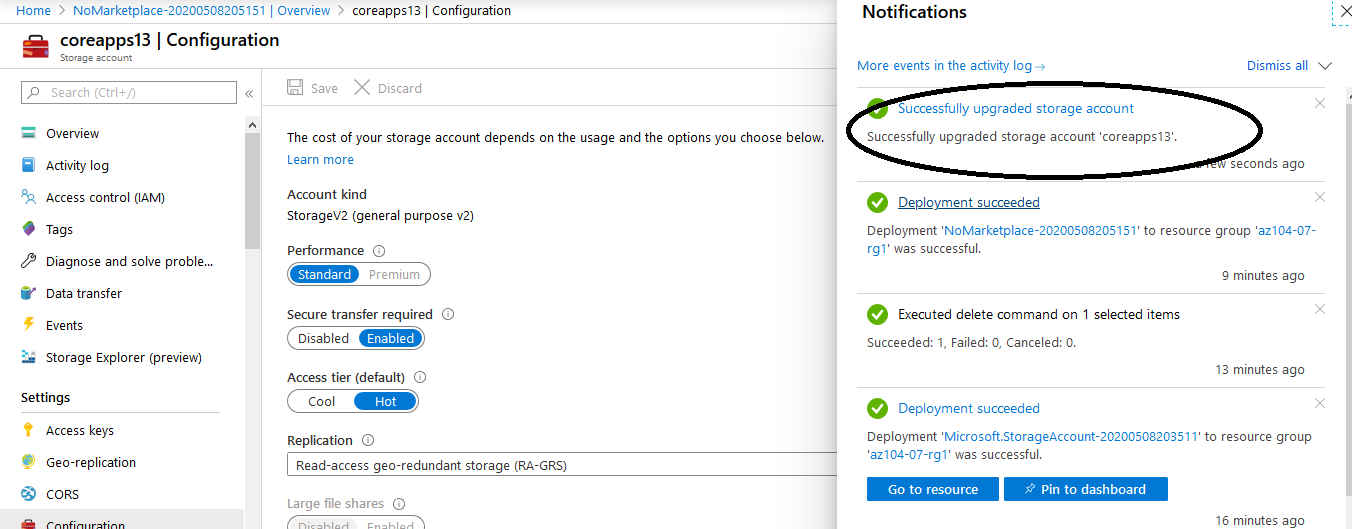 Home > NoMarketplace-20200508205151 | Overview > coreapps13 | Configuration
coreapps13 | Configuration
Storage account
Search (Ctrl+/)
«
Overview
Activity log
Access control (IAM)
Tags
Diagnose and solve proble...
Data transfer
Events
Storage Explorer (preview)
Settings
Access keys
Geo-replication
CORS
Configuration
Save
Discard
The cost of your storage account depends on the usage and the options you choose below.
Learn more
Account kind
StorageV2 (general purpose v2)
Performance
Standard Premium
Secure transfer required
Disabled Enabled
Access tier (default)
Cool Hot
Replication
Read-access geo-redundant storage (RA-GRS)
Large file shares
Disabled Enabled
Notifications
More events in the activity log →
Dismiss all
Successfully upgraded storage account
Successfully upgraded storage account 'coreapps13'.
few seconds ago
Deployment succeeded
Deployment 'NoMarketplace-20200508205151' to resource group 'az104-07-
rg1' was successful.
9 minutes ago
Executed delete command on 1 selected items
Succeeded: 1, Failed: 0, Canceled: 0.
13 minutes ago
Deployment succeeded
Deployment 'Microsoft.StorageAccount-20200508203511' to resource group
'az104-07-rg1' was successful.
Go to resource
Pin to dashboard
16 minutes ago